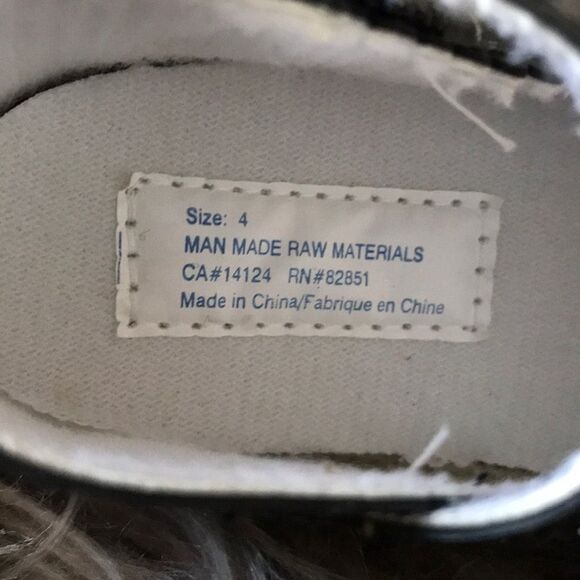 Size: 4
MAN MADE RAW MATERIALS
CA#14124 RN#82851
Made in China/Fabrique en Chine